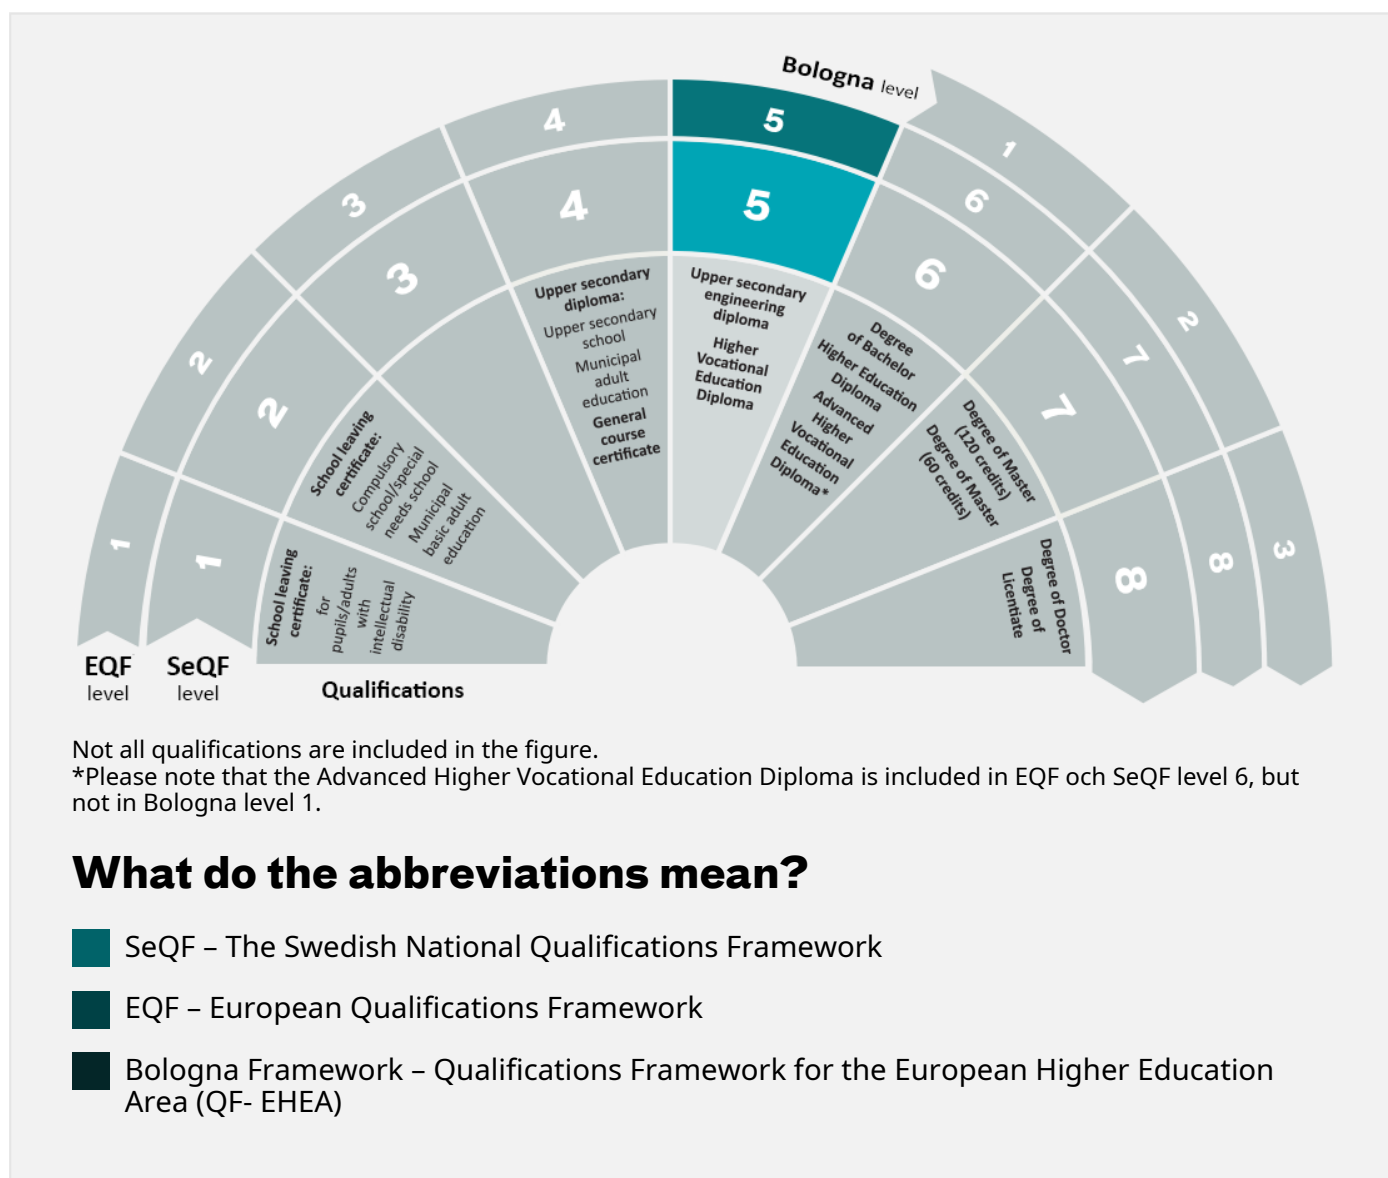 Bologna level
1
2
3
4
5
6
7
8
1
2
3
1
2
3
4
5
6
7
8
School leaving
certificate:
for
pupils/adults
with
intellectual
disability
School leaving
certificate:
Compulsory
school/special
needs school
Municipal
basic adult
education
Upper secondary
diploma:
Upper secondary
school
Municipal
adult
education
General
course
certificate
Upper secondary
engineering
diploma
Higher
Vocational
Education
Diploma
Degree
of Bachelor
Higher Education
Diploma
Advanced
Higher
Vocational
Education
Diploma*
Degree of Master
(120 credits)
Degree of Master
(60 credits)
Degree of Doctor
Degree of
Licentiate
EQF
level
SeQF
level
Qualifications
Not all qualifications are included in the figure.
*Please note that the Advanced Higher Vocational Education Diploma is included in EQF och SeQF level 6, but
not in Bologna level 1.
What do the abbreviations mean?
SeQF – The Swedish National Qualifications Framework
EQF – European Qualifications Framework
Bologna Framework – Qualifications Framework for the European Higher Education
Area (QF- EHEA)